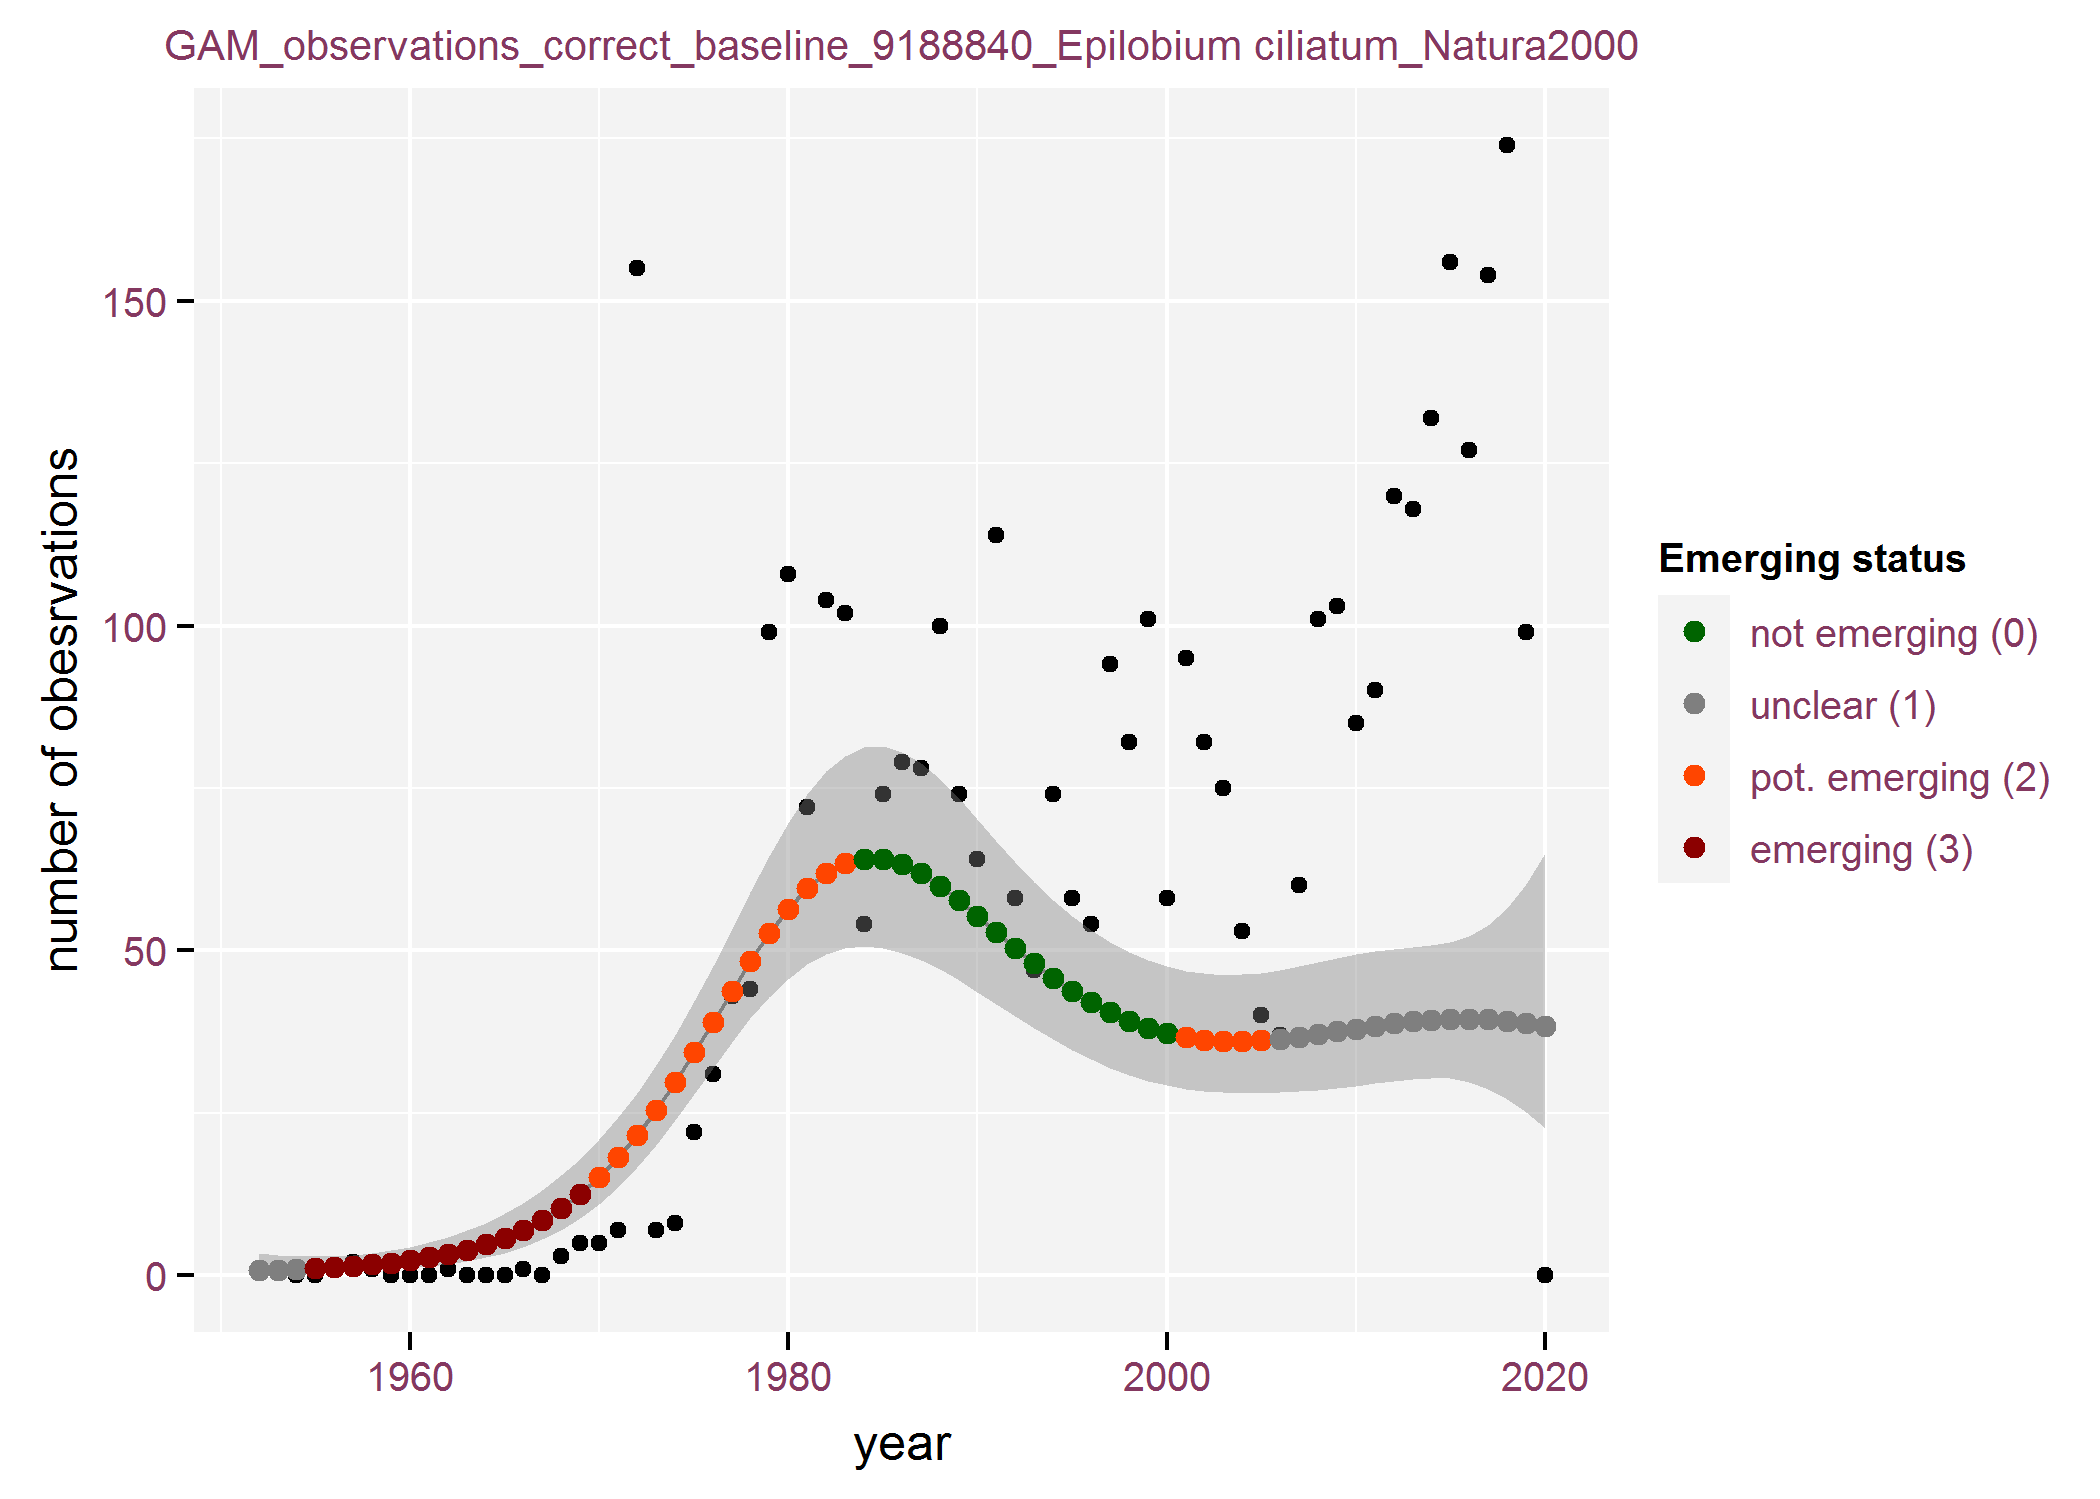 GAM_observations_correct_baseline_9188840_Epilobium ciliatum_Natura2000
number of obesrvations
150
100
50
0
1960
1980
2000
2020
year
Emerging status
not emerging (0)
unclear (1)
pot. emerging (2)
emerging (3)